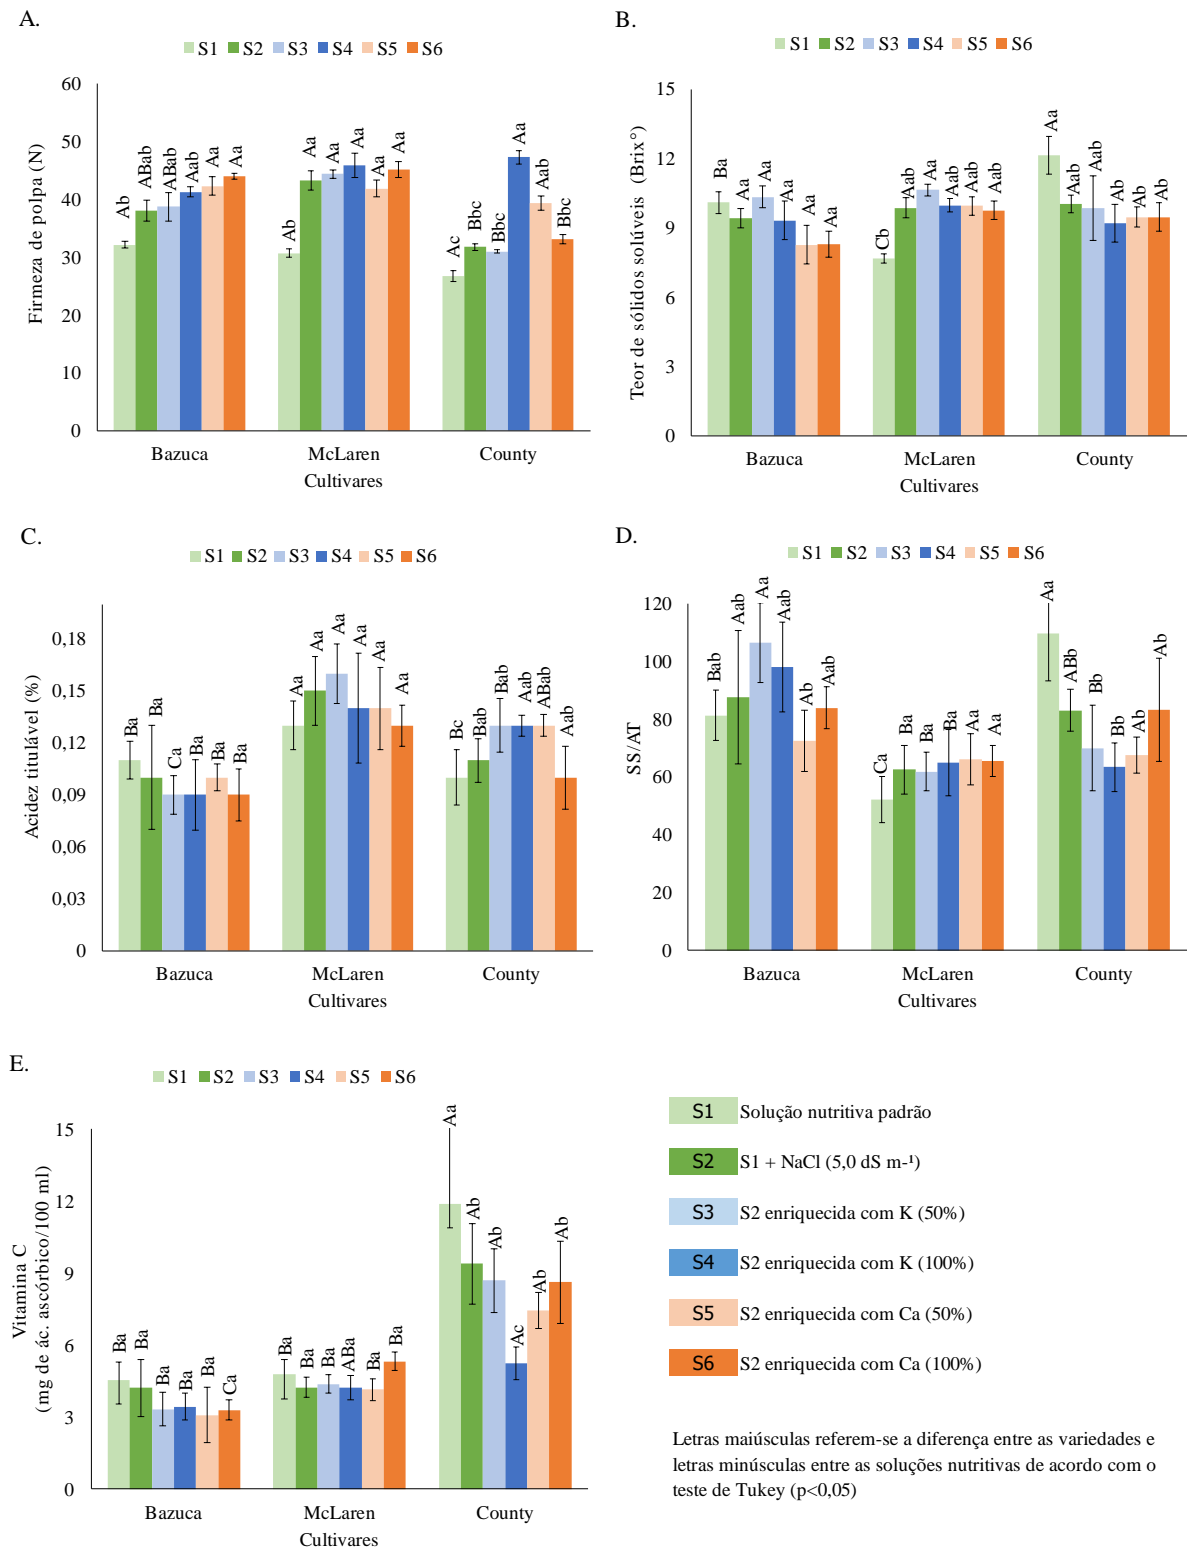 A.
S1 S2 S3 S4 S5 S6
Firmeza de polpa (N)
60
50
40
30
20
10
0
Ab ABab ABab Aab Aa Aa
Ab Aa Aa Aa Aa Aa
Ac Bbc Bbc Aa Aab Bbc
Bazuca McLaren County
Cultivares
B.
S1 S2 S3 S4 S5 S6
Teor de sólidos solúveis (Brix°)
15
12
9
6
3
0
Ba Aa Aa Aa Aa Aa
Cb Aab Aa Aab Aab Aab
Aa Aab Aab Ab Ab Ab
Bazuca McLaren County
Cultivares
C.
S1 S2 S3 S4 S5 S6
Acidez titulável (%)
0,18
0,15
0,12
0,09
0,06
0,03
0
Ba Ba Ca Ba Ba Ba
Aa Aa Aa Aa Aa Aa
Bc Bab Bab Aab ABab Aab
Bazuca McLaren County
Cultivares
D.
S1 S2 S3 S4 S5 S6
SS/AT
120
100
80
60
40
20
0
Bab Aab Aa Aab Ab Aab
Ca Ba Ba Ba Aa Aa
Aa ABb Bb Bb Ab Ab
Bazuca McLaren County
Cultivares
E.
S1 S2 S3 S4 S5 S6
Vitamina C
(mg de ác. ascórbico/100 ml)
15
12
9
6
3
0
Ba Ba Ba Ba Ba Ca
Ba Ba Ba ABa Ba Ba
Aa Ab Ab Ac Ab Ab
Bazuca McLaren County
Cultivares
S1 Solução nutritiva padrão
S2 S1 + NaCl (5,0 dS m-¹)
S3 S2 enriquecida com K (50%)
S4 S2 enriquecida com K (100%)
S5 S2 enriquecida com Ca (50%)
S6 S2 enriquecida com Ca (100%)
Letras maiúsculas referem-se a diferença entre as variedades e
letras minúsculas entre as soluções nutritivas de acordo com o
teste de Tukey (p<0,05)